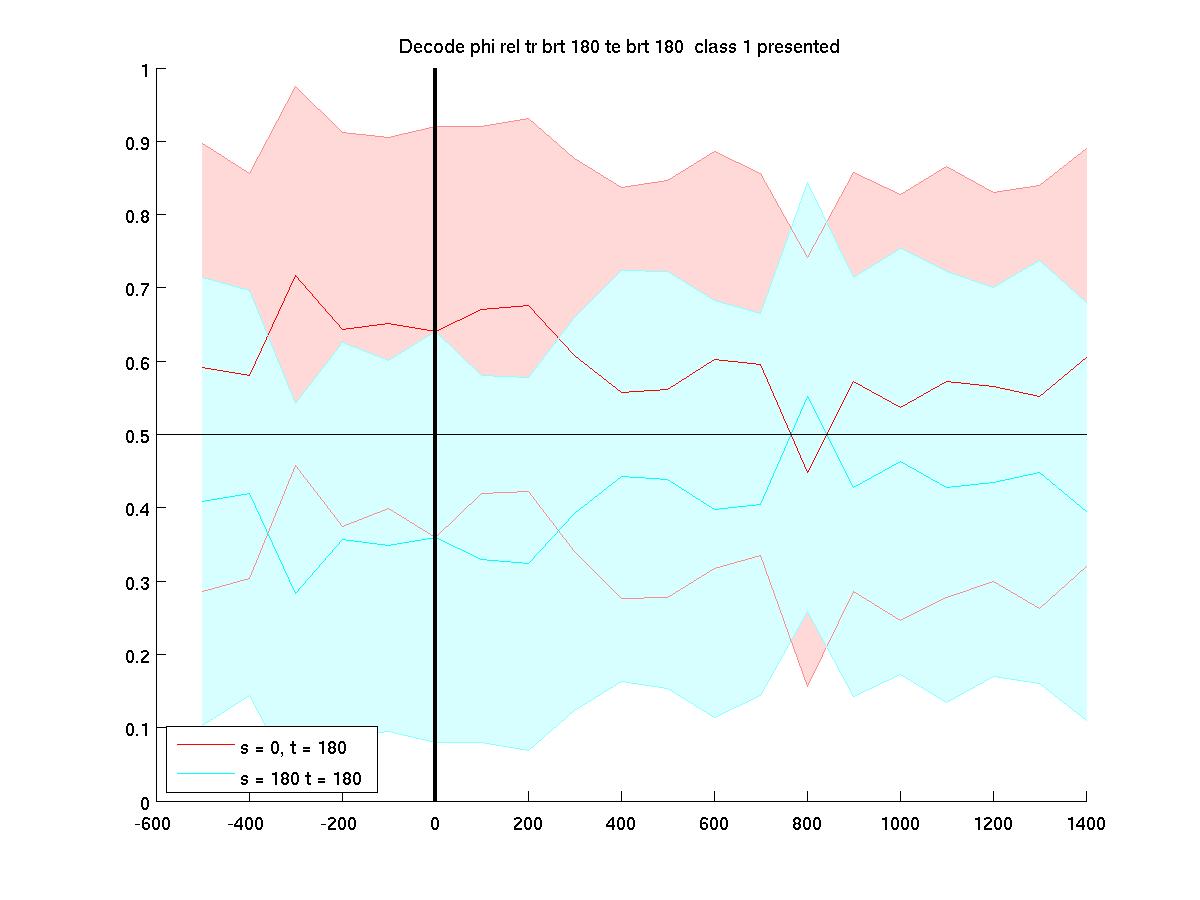 Decode phi rel tr brt 180 te brt 180  class 1 presented
1
0.9
0.8
0.7
0.6
0.5
0.4
0.3
0.2
0.1
0
s = 0, t = 180
s = 180 t = 180
-600 -400 -200 0 200 400 600 800 1000 1200 1400